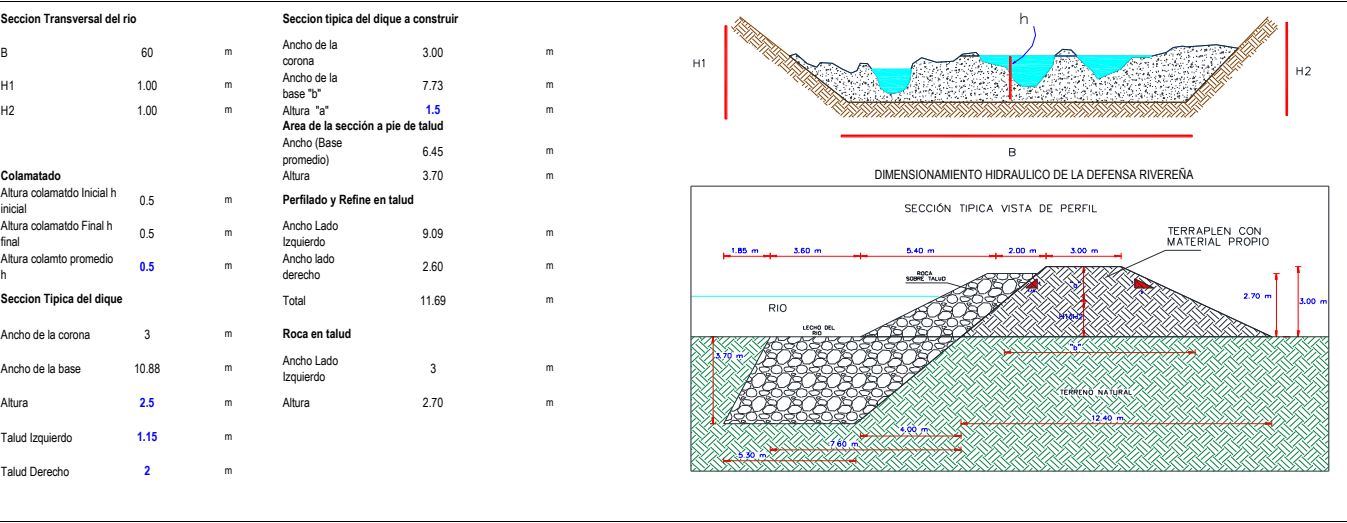 Seccion Transversal del rio
B 60 m
H1 1.00 m
H2 1.00 m
Colamatado
Altura colamatdo Inicial h
inicial 0.5 m
Altura colamatdo Final h
final 0.5 m
Altura colamto promedio
h 0.5 m
Seccion Tipica del dique
Ancho de la corona 3 m
Ancho de la base 10.88 m
Altura 2.5 m
Talud Izquierdo 1.15 m
Talud Derecho 2 m
Seccion tipica del dique a construir
Ancho de la
corona 3.00 m
Ancho de la
base "b" 7.73 m
Altura "a" 1.5 m
Area de la sección a pie de talud
Ancho (Base
promedio) 6.45 m
Altura 3.70 m
Perfilado y Refine en talud
Ancho Lado
Izquierdo 9.09 m
Ancho lado
derecho 2.60 m
Total 11.69 m
Roca en talud
Ancho Lado
Izquierdo 3 m
Altura 2.70 m
h
H1
H2
B
DIMENSIONAMIENTO HIDRAULICO DE LA DEFENSA RIVEREÑA
SECCIÓN TIPICA VISTA DE PERFIL
TERRAPLEN CON
MATERIAL PROPIO
1.85 m 3.60 m 5.40 m 2.00 m 3.00 m
ROCA
SOBRE TALUD
"a"
2.70 m
3.00 m
RIO
LECHO DEL
RIO
"b"
3.70 m
TERRENO NATURAL
12.40 m.
4.00 m
7.60 m
5.30 m.